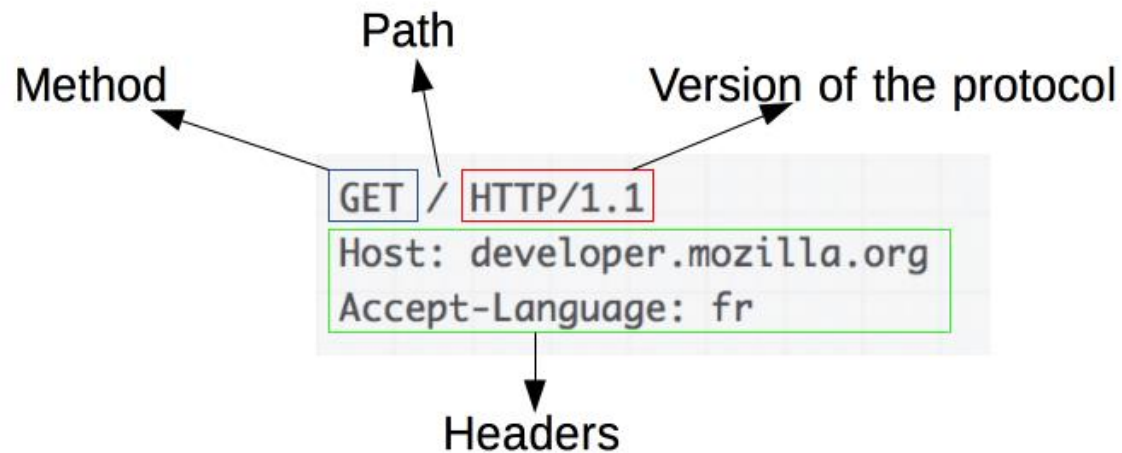 Path
Method
Version of the protocol
GET / HTTP/1.1
Host: developer.mozilla.org
Accept-Language: fr
Headers